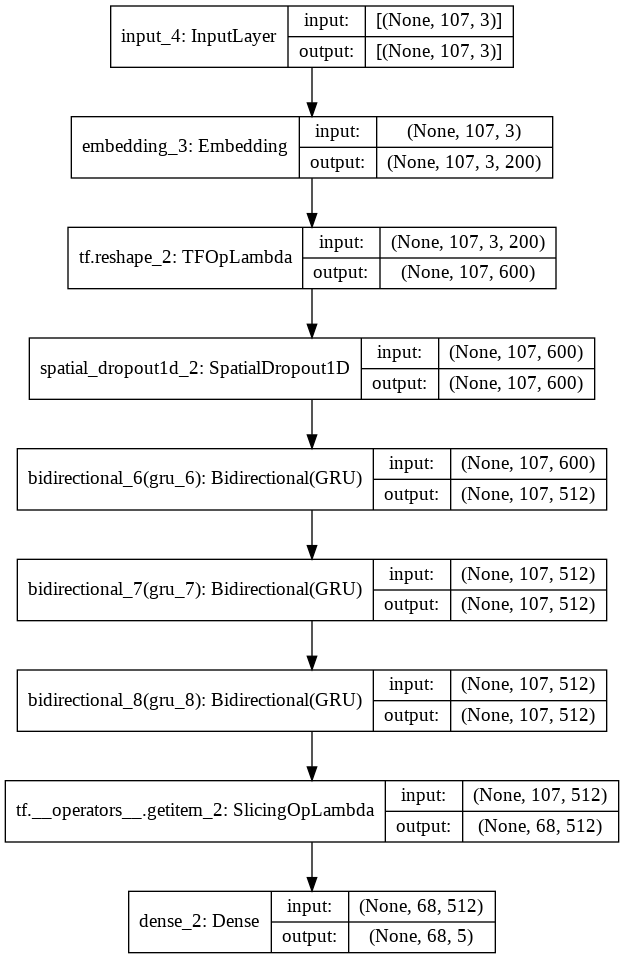 input_4: InputLayer
input: [(None, 107, 3)]
output: [(None, 107, 3)]
embedding_3: Embedding
input: (None, 107, 3)
output: (None, 107, 3, 200)
tf.reshape_2: TFOpLambda
input: (None, 107, 3, 200)
output: (None, 107, 600)
spatial_dropout1d_2: SpatialDropout1D
input: (None, 107, 600)
output: (None, 107, 600)
bidirectional_6(gru_6): Bidirectional(GRU)
input: (None, 107, 600)
output: (None, 107, 512)
bidirectional_7(gru_7): Bidirectional(GRU)
input: (None, 107, 512)
output: (None, 107, 512)
bidirectional_8(gru_8): Bidirectional(GRU)
input: (None, 107, 512)
output: (None, 107, 512)
tf.__operators__.getitem_2: SlicingOpLambda
input: (None, 107, 512)
output: (None, 68, 512)
dense_2: Dense
input: (None, 68, 512)
output: (None, 68, 5)